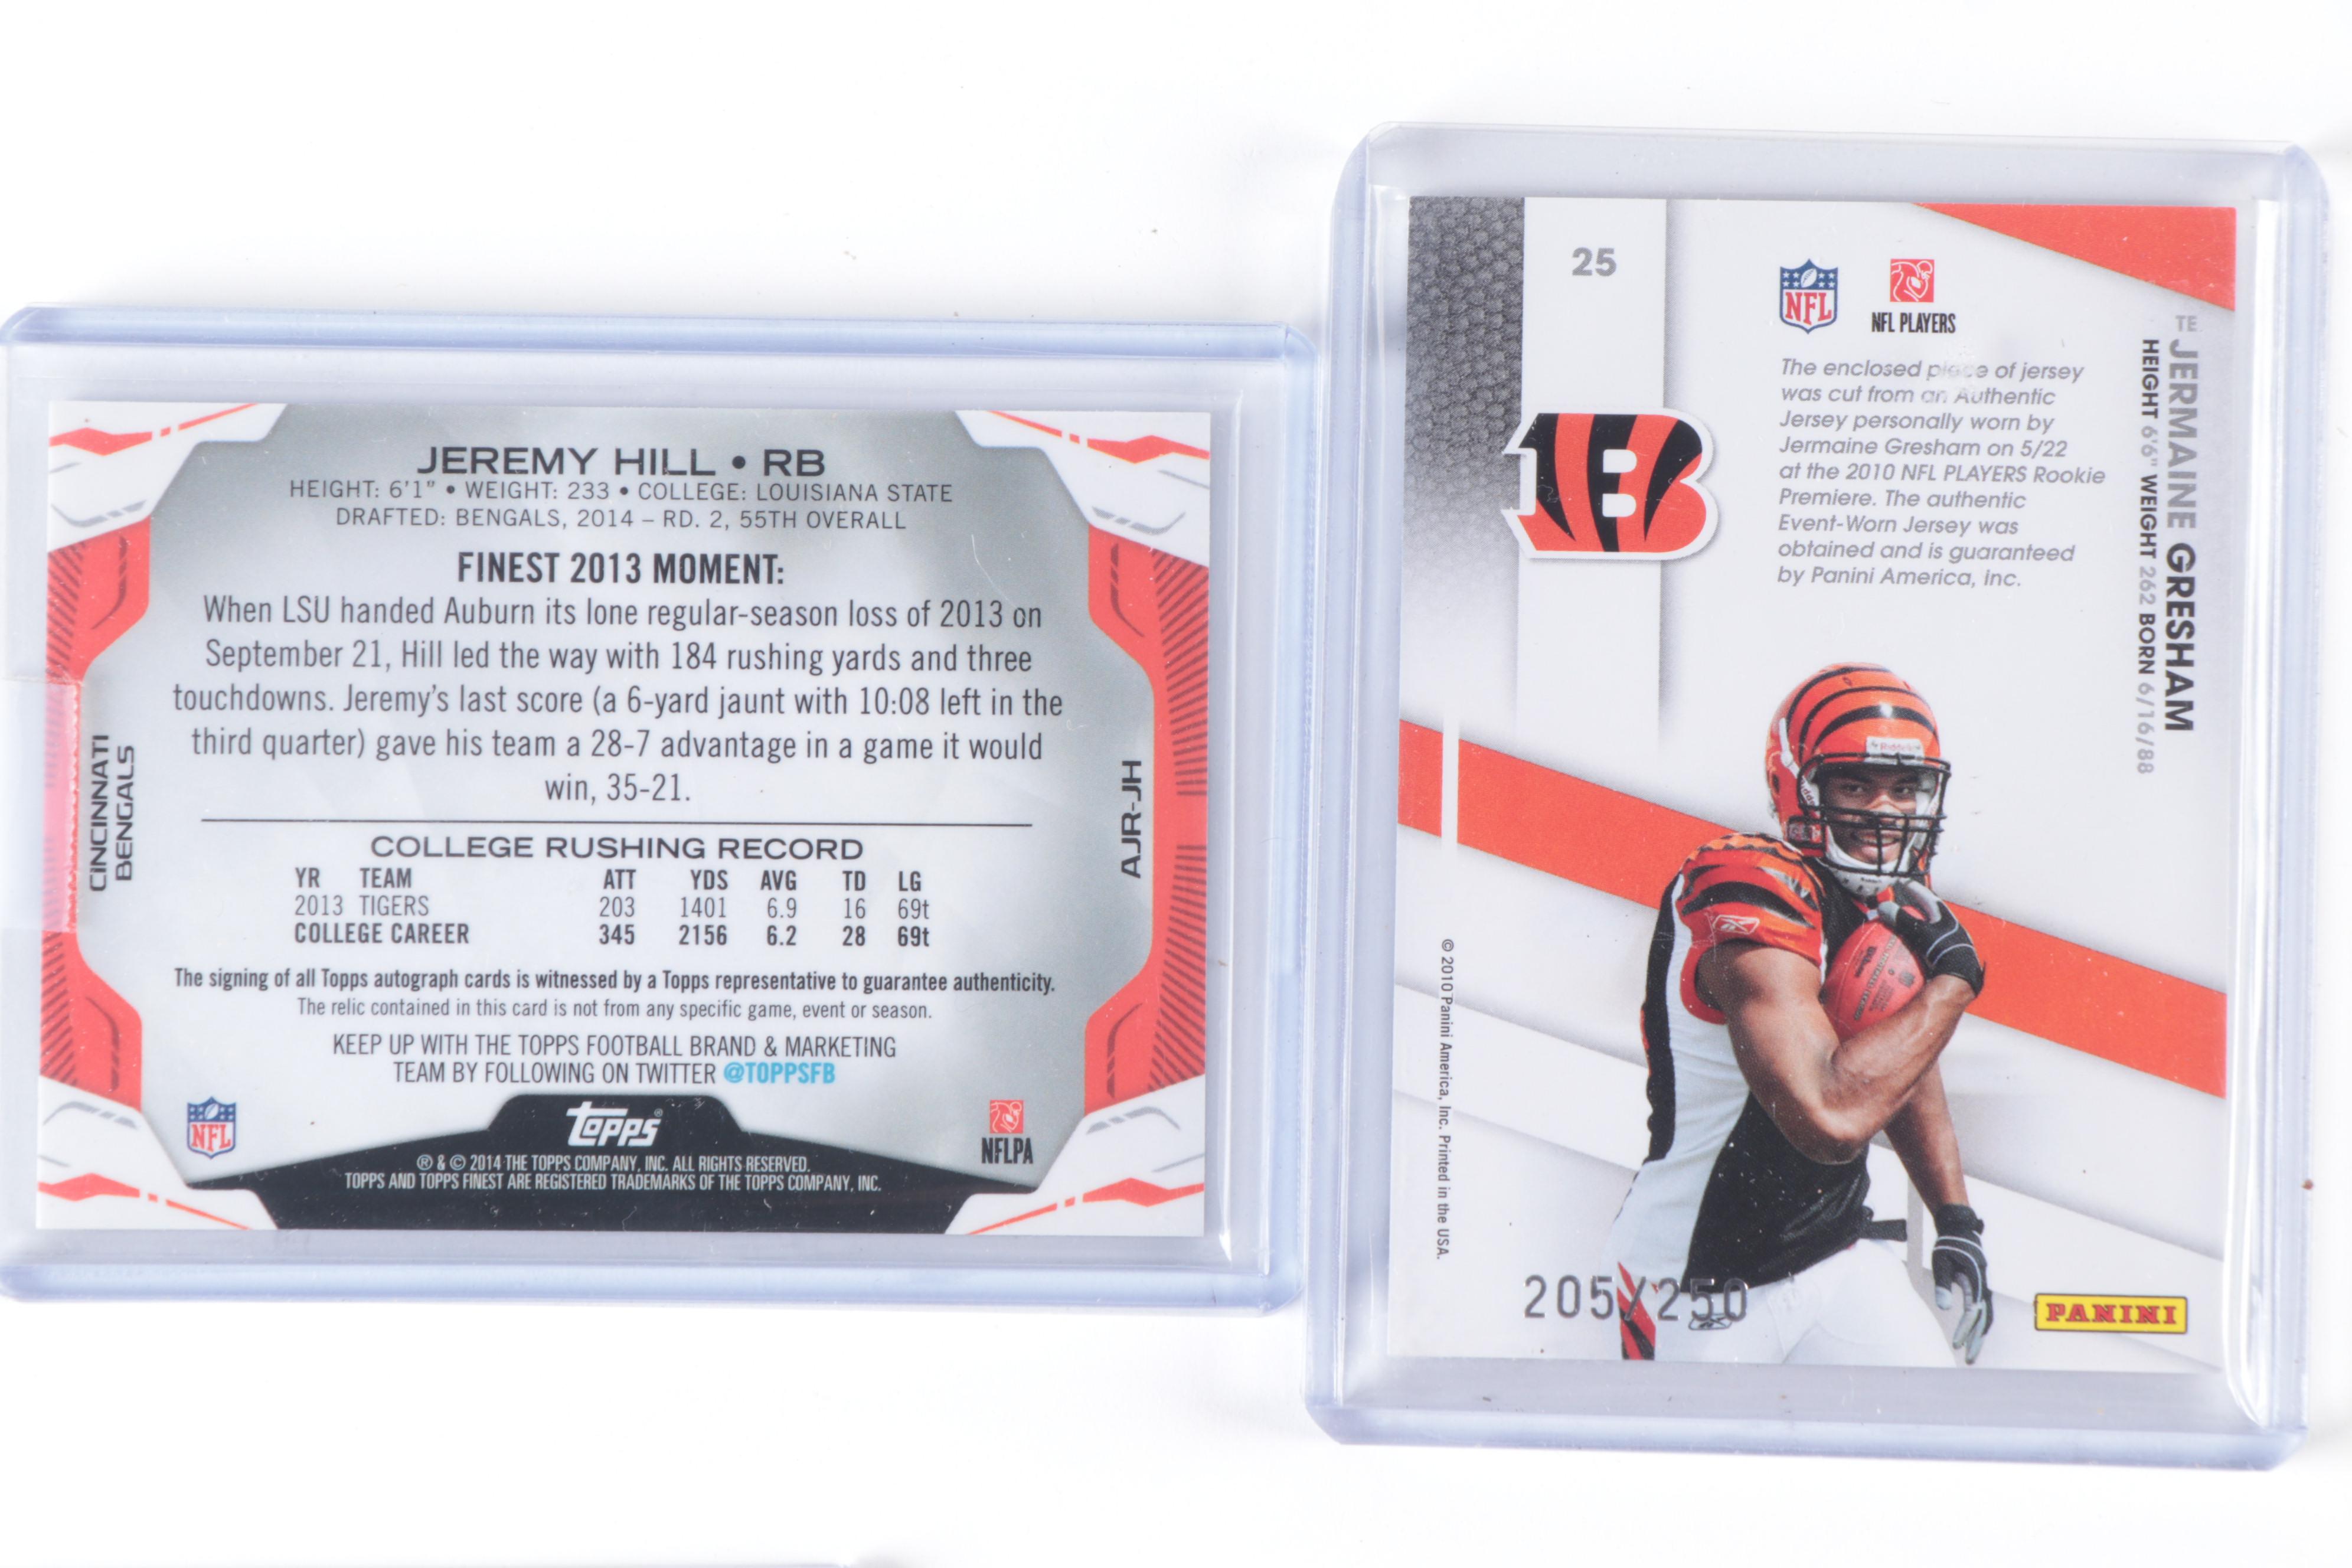 JEREMY HILL • RB
HEIGHT: 6'1" • WEIGHT: 233 • COLLEGE: LOUISIANA STATE
DRAFTED: BENGALS, 2014 – RD. 2, 55TH OVERALL
FINEST 2013 MOMENT:
When LSU handed Auburn its lone regular-season loss of 2013 on
September 21, Hill led the way with 184 rushing yards and three
touchdowns. Jeremy's last score (a 6-yard jaunt with 10:08 left in the
third quarter) gave his team a 28-7 advantage in a game it would
win, 35-21.
CINCINNATI
BENGALS
AJR-JH
COLLEGE RUSHING RECORD
YR TEAM ATT YDS AVG TD LG
2013 TIGERS 203 1401 6.9 16 69t
COLLEGE CAREER 345 2156 6.2 28 69t
The signing of all Topps autograph cards is witnessed by a Topps representative to guarantee authenticity.
The relic contained in this card is not from any specific game, event or season.
KEEP UP WITH THE TOPPS FOOTBALL BRAND & MARKETING
TEAM BY FOLLOWING ON TWITTER @TOPPSFB
NFL
topps®
NFLPA
® & © 2014 THE TOPPS COMPANY, INC. ALL RIGHTS RESERVED.
TOPPS AND TOPPS FINEST ARE REGISTERED TRADEMARKS OF THE TOPPS COMPANY, INC.
25
NFL
NFL PLAYERS
The enclosed piece of jersey
was cut from an Authentic
Jersey personally worn by
Jermaine Gresham on 5/22
at the 2010 NFL PLAYERS Rookie
Premiere. The authentic
Event-Worn Jersey was
obtained and is guaranteed
by Panini America, Inc.
TE JERMAINE GRESHAM
HEIGHT 6'6" WEIGHT 262 BORN 6/16/88
B
Riddell
© 2010 Panini America, Inc. Printed in the USA.
205/250
PANINI